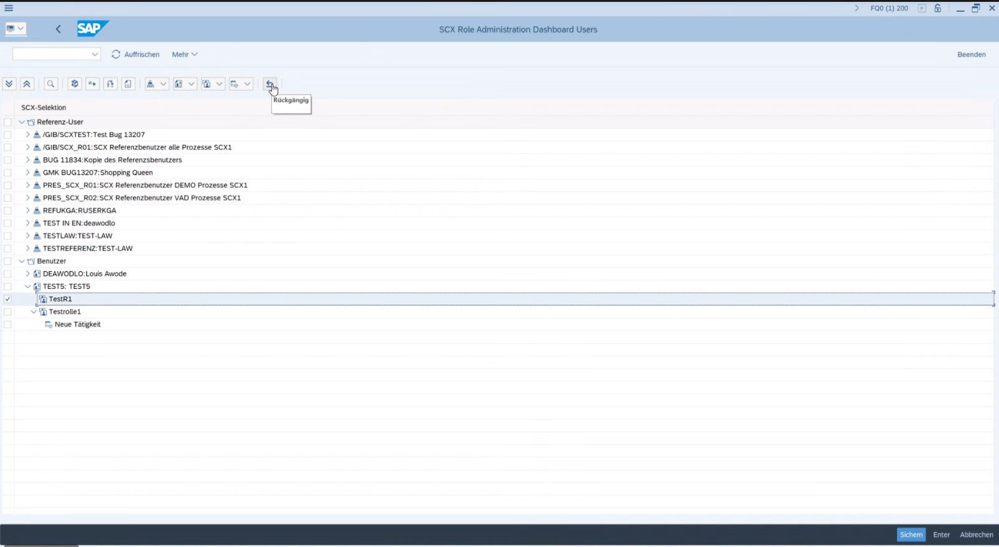 FQ0 (1) 200
SAP
SCX Role Administration Dashboard Users
Auffrischen
Mehr
Beenden
Rückgängig
SCX-Selektion
Referenz-User
/GIB/SCXTEST:Test Bug 13207
/GIB/SCX_R01:SCX Referenzbenutzer alle Prozesse SCX1
BUG 11834:Kopie des Referenzsbenutzers
GMK BUG13207:Shopping Queen
PRES_SCX_R01:SCX Referenzbenutzer DEMO Prozesse SCX1
PRES_SCX_R02:SCX Referenzbenutzer VAD Prozesse SCX1
REFUKGA:RUSERKGA
TEST IN EN:deawodlo
TESTLAW:TEST-LAW
TESTREFERENZ:TEST-LAW
Benutzer
DEAWODLO:Louis Awode
TEST5: TEST5
TestR1
Testrolle1
Neue Tätigkeit
Sichern
Enter
Abbrechen